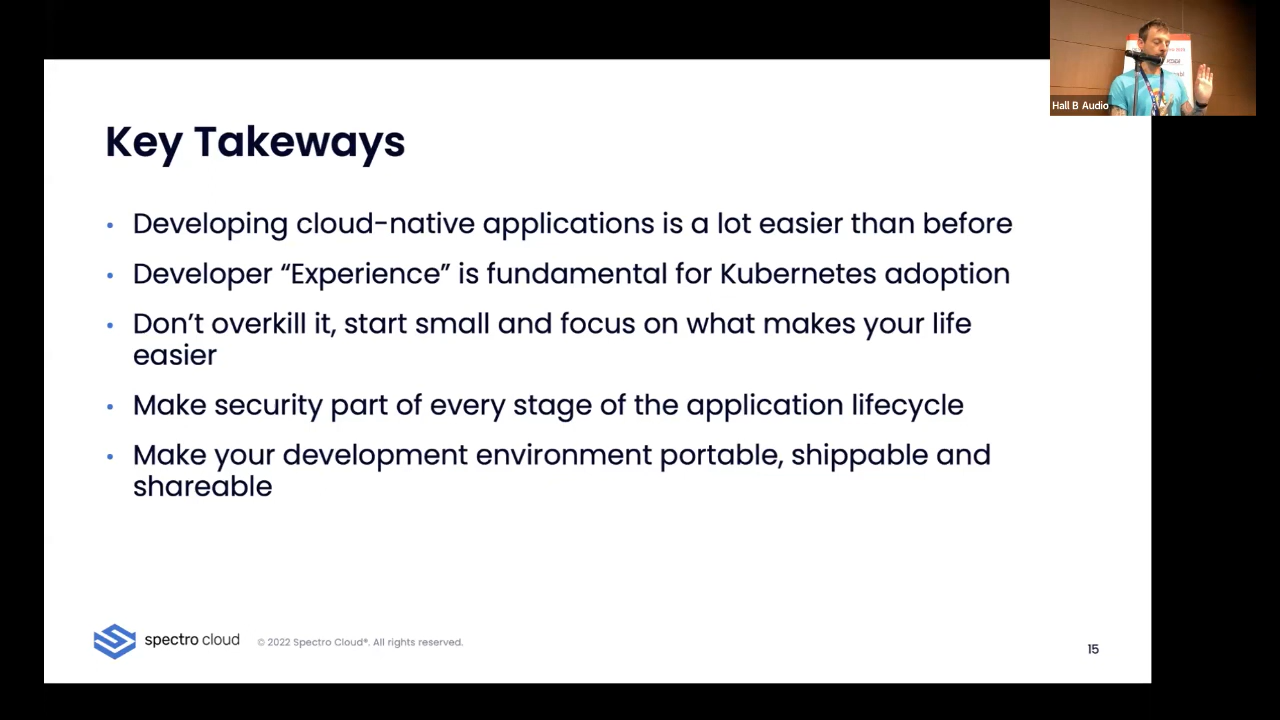 Hall B Audio
Key Takeways
• Developing cloud-native applications is a lot easier than before
• Developer “Experience” is fundamental for Kubernetes adoption
• Don’t overkill it, start small and focus on what makes your life
easier
• Make security part of every stage of the application lifecycle
• Make your development environment portable, shippable and
shareable
spectro cloud © 2022 Spectro Cloud®. All rights reserved.
15